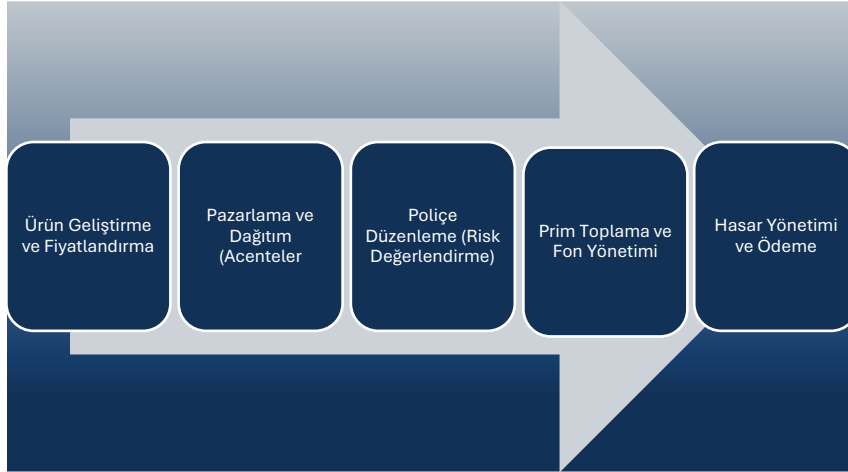 Ürün Geliştirme
ve Fiyatlandırma
Pazarlama ve
Dağıtım
(Acenteler
Poliçe
Düzenleme (Risk
Değerlendirme)
Prim Toplama ve
Fon Yönetimi
Hasar Yönetimi
ve Ödeme